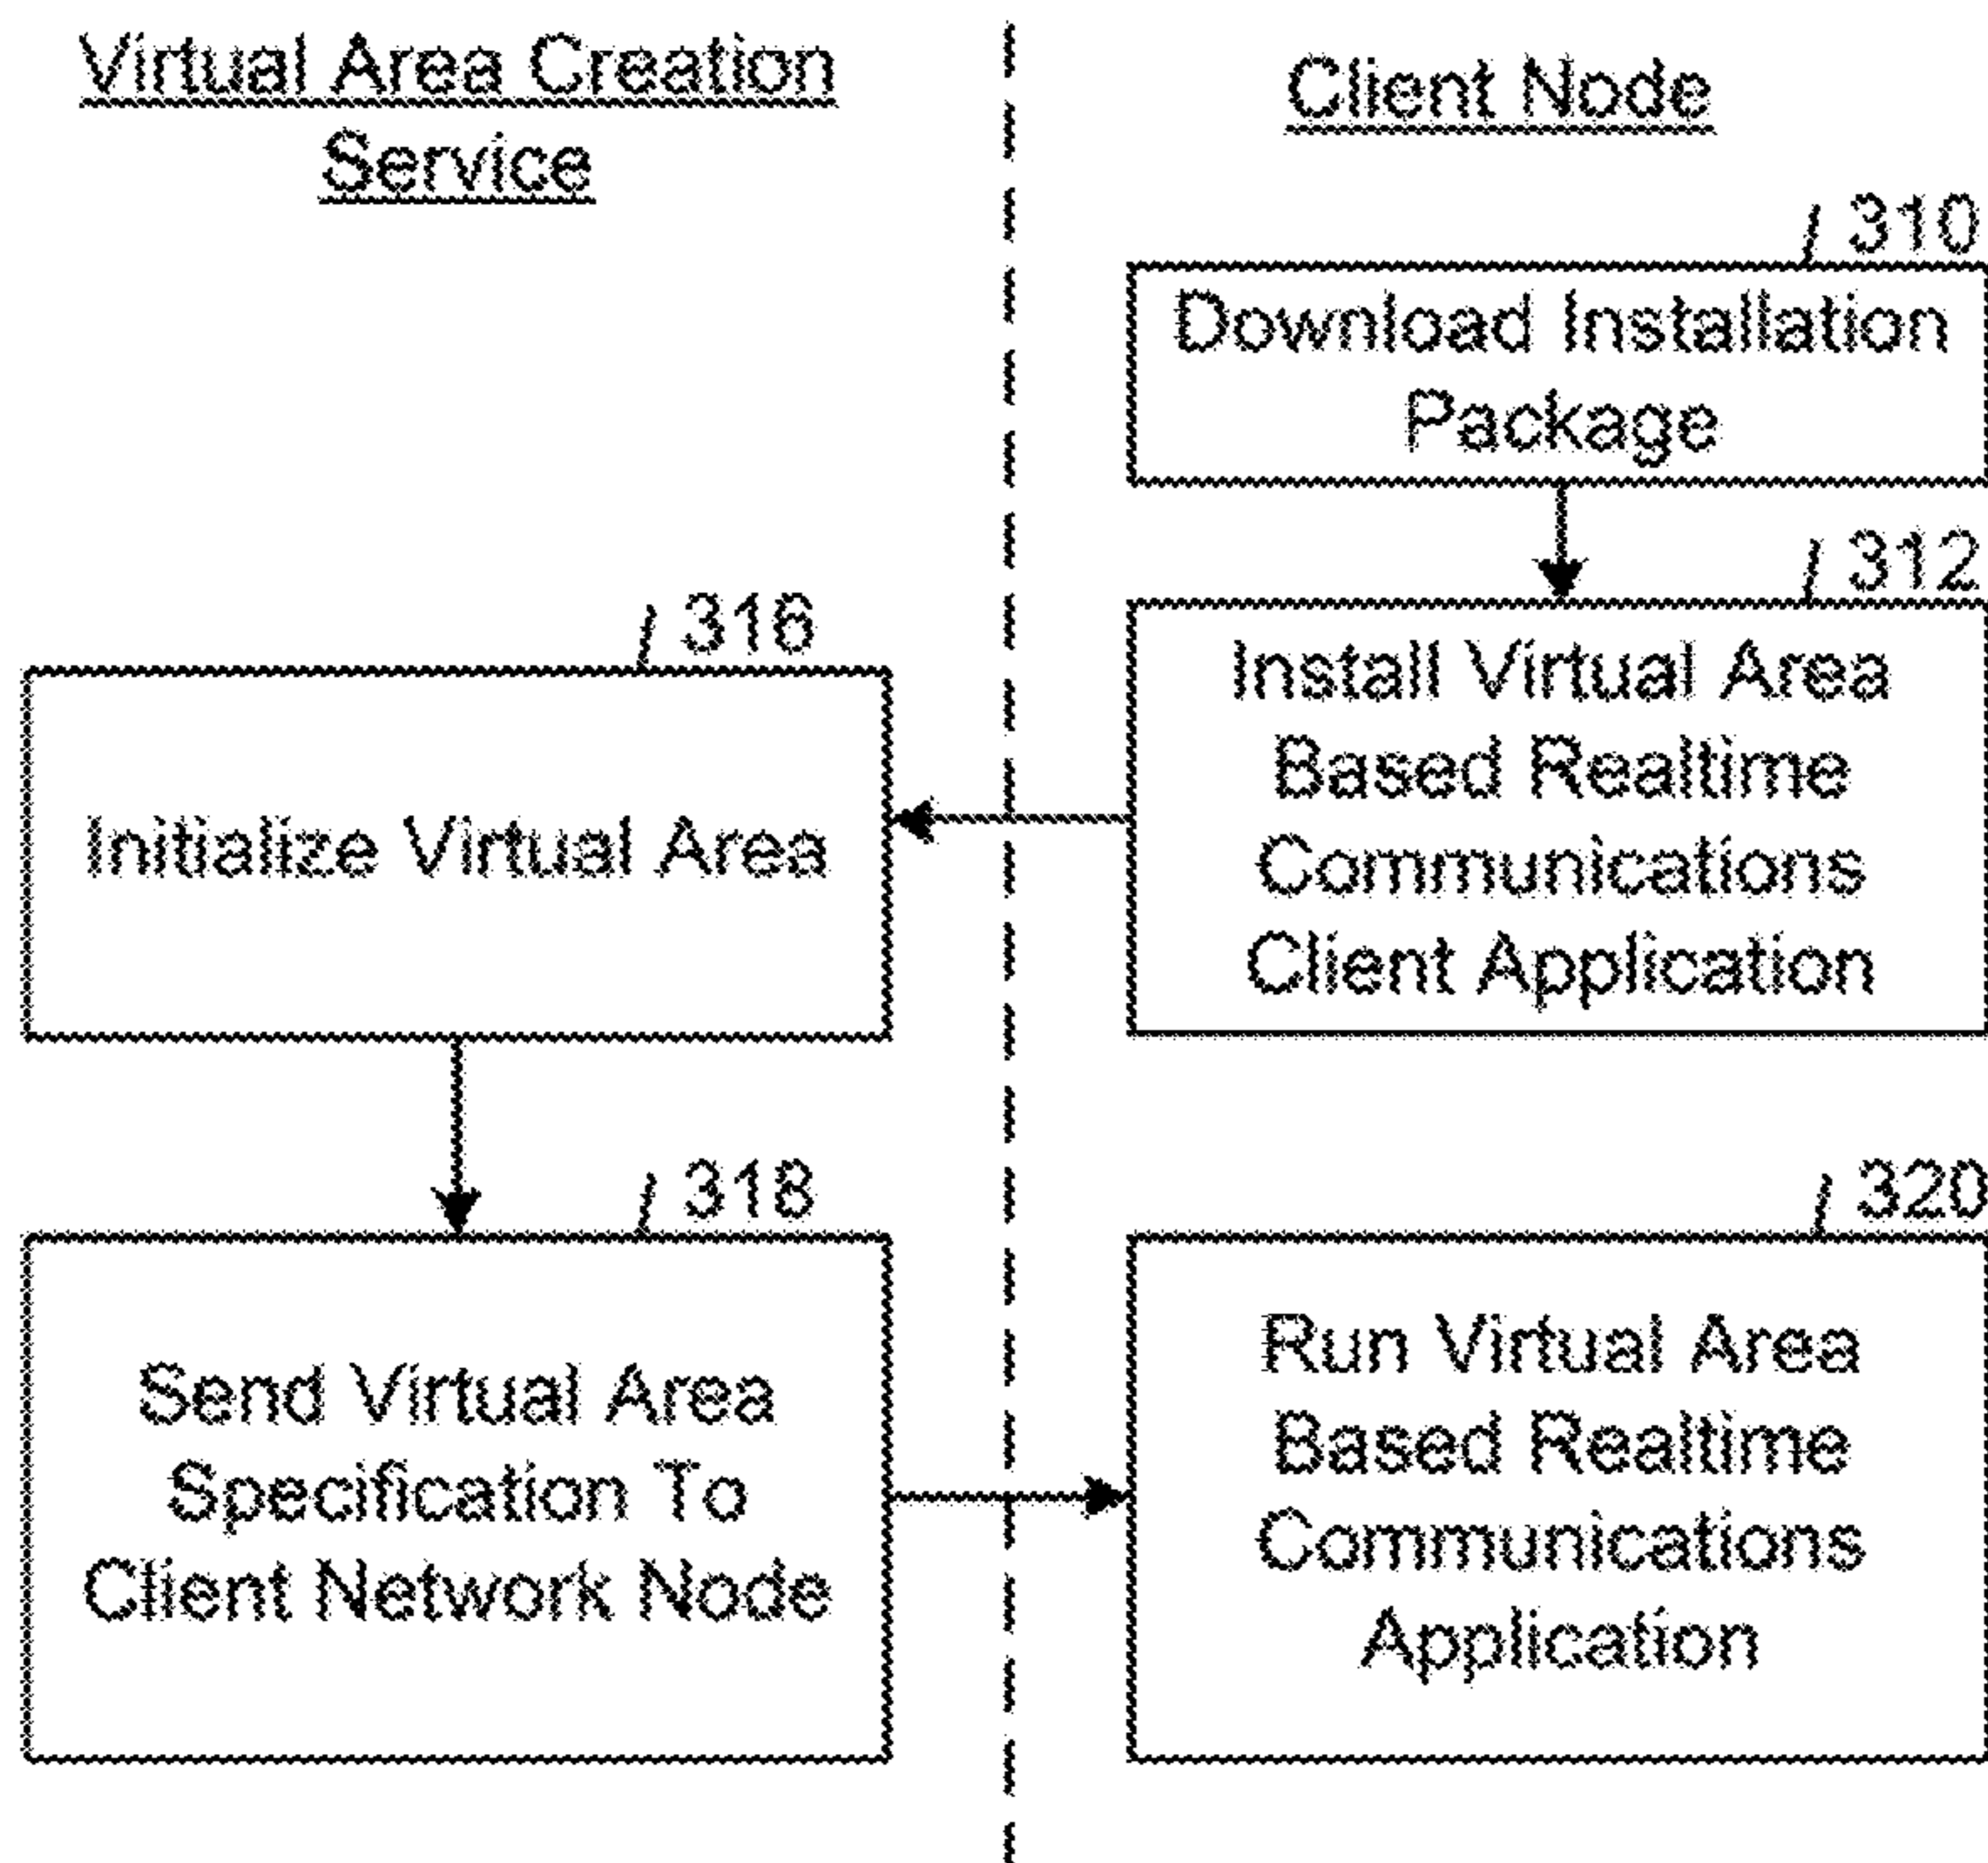 Virtual Area Creation
Service
Client Node
310
Download Installation
Package
312
Install Virtual Area
Based Realtime
Communications
Client Application
316
Initialize Virtual Area
318
Send Virtual Area
Specification To
Client Network Node
320
Run Virtual Area
Based Realtime
Communications
Application